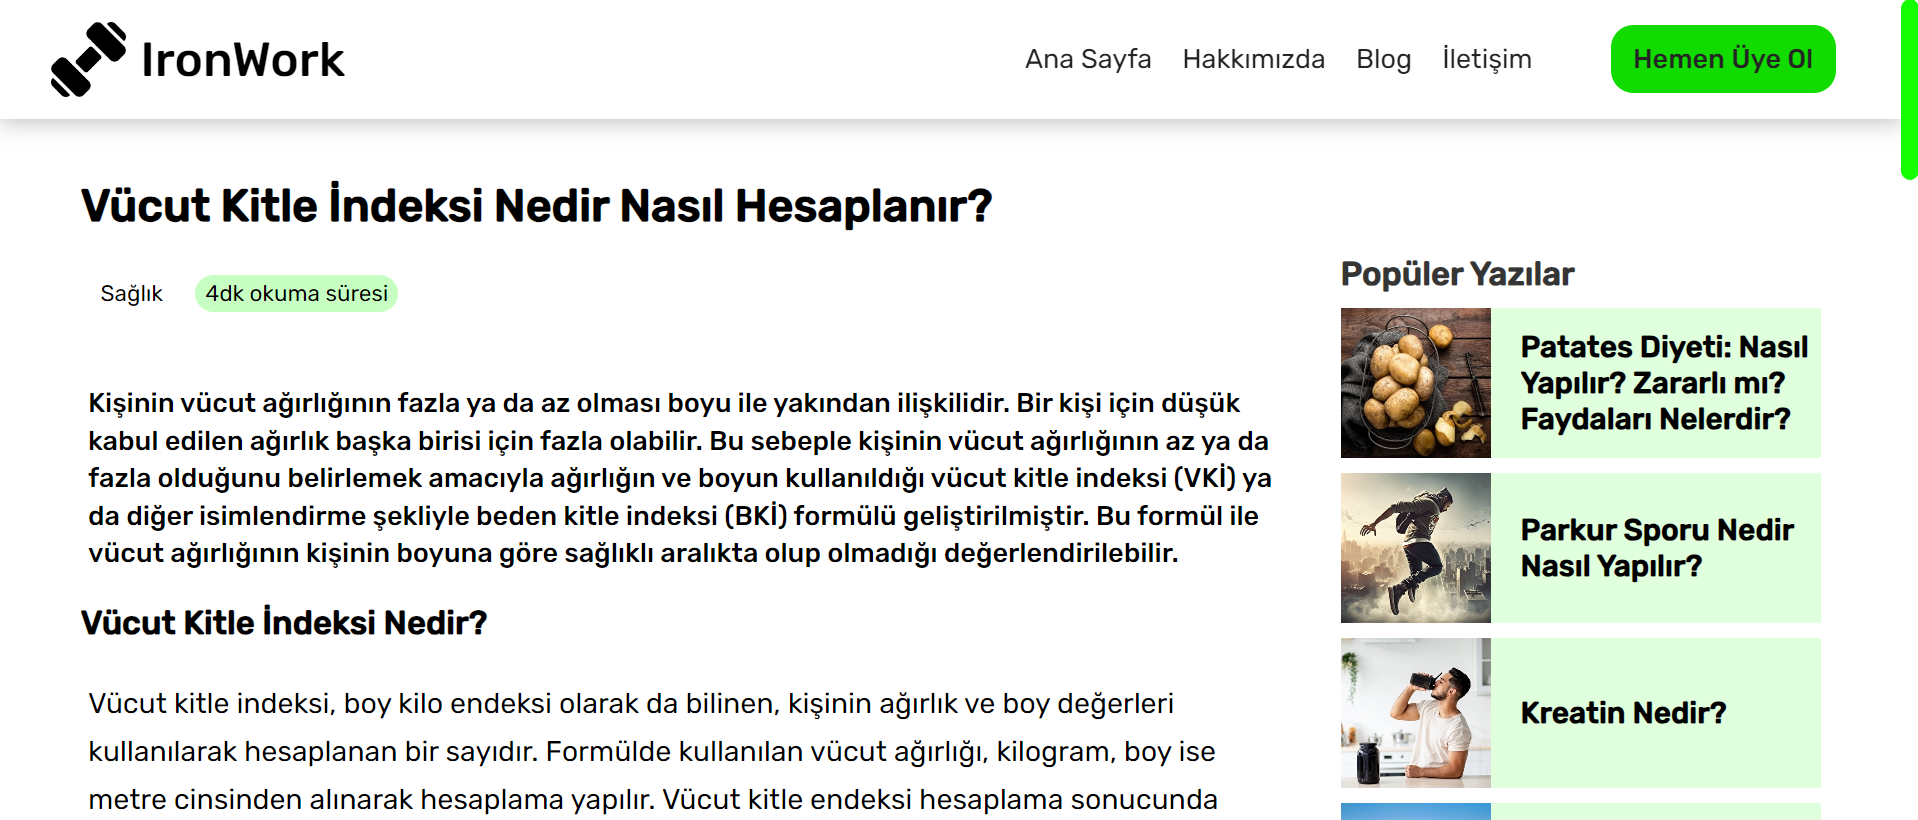 IronWork
Ana Sayfa Hakkımızda Blog İletişim Hemen Üye Ol
Vücut Kitle İndeksi Nedir Nasıl Hesaplanır?
Sağlık 4dk okuma süresi
Kişinin vücut ağırlığının fazla ya da az olması boyu ile yakından ilişkilidir. Bir kişi için düşük
kabul edilen ağırlık başka birisi için fazla olabilir. Bu sebeple kişinin vücut ağırlığının az ya da
fazla olduğunu belirlemek amacıyla ağırlığın ve boyun kullanıldığı vücut kitle indeksi (VKİ) ya
da diğer isimlendirme şekliyle beden kitle indeksi (BKİ) formülü geliştirilmiştir. Bu formül ile
vücut ağırlığının kişinin boyuna göre sağlıklı aralıkta olup olmadığı değerlendirilebilir.
Vücut Kitle İndeksi Nedir?
Vücut kitle indeksi, boy kilo endeksi olarak da bilinen, kişinin ağırlık ve boy değerleri
kullanılarak hesaplanan bir sayıdır. Formülde kullanılan vücut ağırlığı, kilogram, boy ise
metre cinsinden alınarak hesaplama yapılır. Vücut kitle endeksi hesaplama sonucunda
Popüler Yazılar
Patates Diyeti: Nasıl
Yapılır? Zararlı mı?
Faydaları Nelerdir?
Parkur Sporu Nedir
Nasıl Yapılır?
Kreatin Nedir?